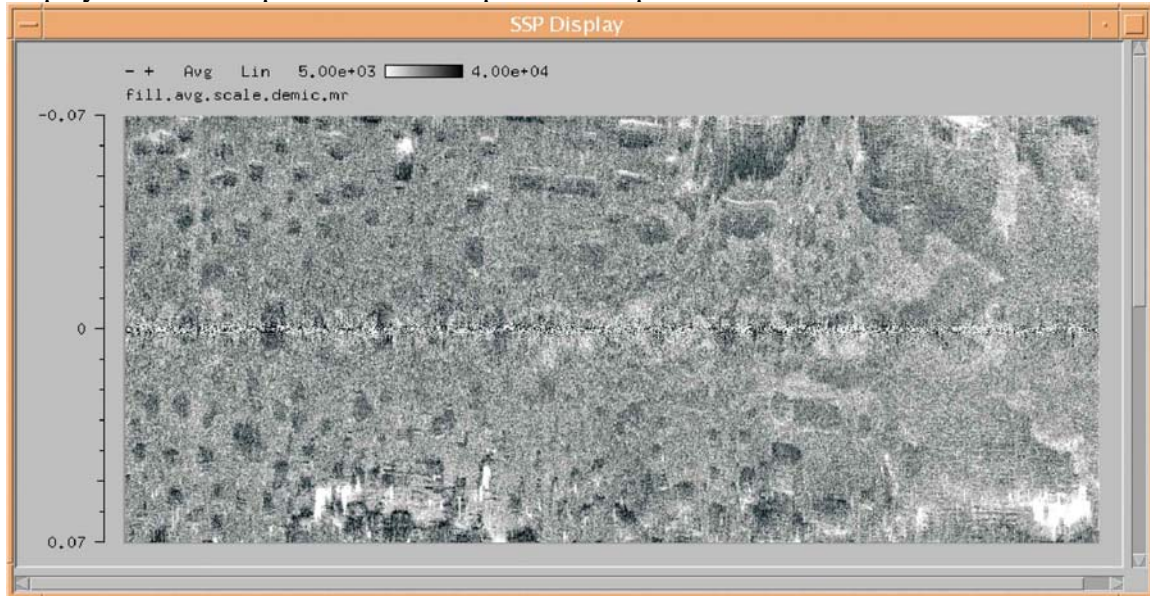 SSP Display
- + Avg Lin 5.00e+03 4.00e+04
fill.avg.scale.demic.mr
-0.07
0
0.07